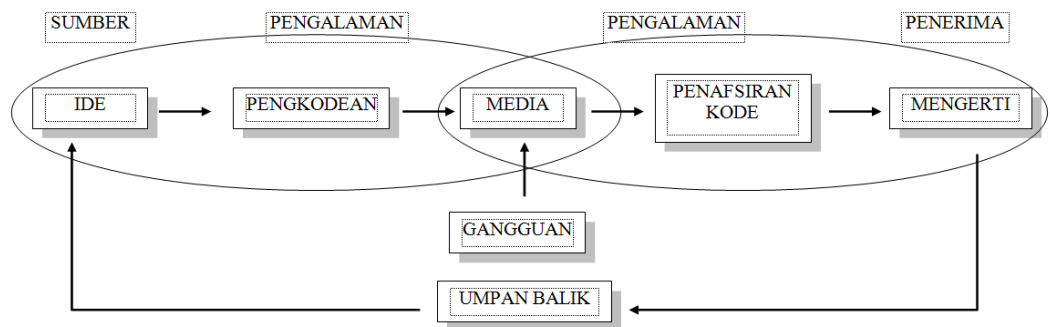 SUMBER
PENGALAMAN
PENGALAMAN
PENERIMA
IDE
PENGKODEAN
MEDIA
PENAFSIRAN
KODE
MENGERTI
GANGGUAN
UMPAN BALIK